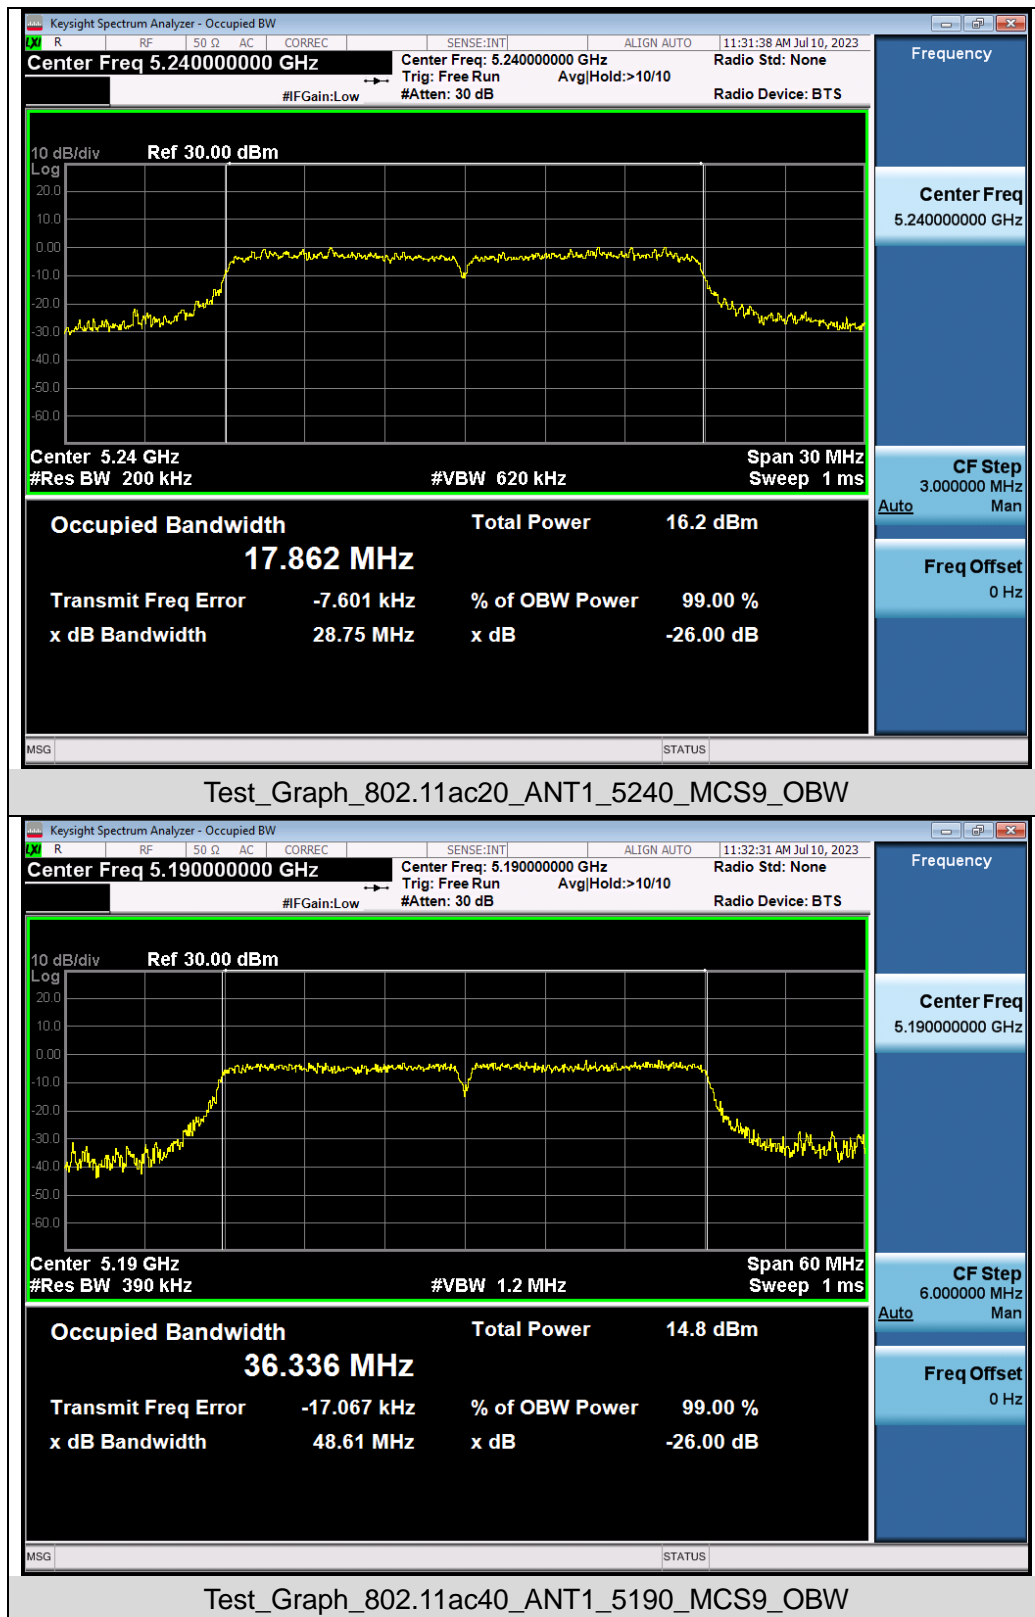 Keysight Spectrum Analyzer - Occupied BW
LXI R RF 50 Ω AC CORREC SENSE:INT ALIGN AUTO 11:31:38 AM Jul 10, 2023
Center Freq 5.240000000 GHz Center Freq: 5.240000000 GHz Radio Std: None
Trig: Free Run Avg|Hold:>10/10
#IFGain:Low #Atten: 30 dB Radio Device: BTS
10 dB/div Ref 30.00 dBm
Log
20.0
10.0
0.00
-10.0
-20.0
-30.0
-40.0
-50.0
-60.0
Center 5.24 GHz Span 30 MHz
#Res BW 200 kHz #VBW 620 kHz Sweep 1 ms
Occupied Bandwidth Total Power 16.2 dBm
17.862 MHz
Transmit Freq Error -7.601 kHz % of OBW Power 99.00 %
x dB Bandwidth 28.75 MHz x dB -26.00 dB
MSG STATUS
Frequency
Center Freq
5.240000000 GHz
CF Step
3.000000 MHz
Auto Man
Freq Offset
0 Hz
Test_Graph_802.11ac20_ANT1_5240_MCS9_OBW
Keysight Spectrum Analyzer - Occupied BW
LXI R RF 50 Ω AC CORREC SENSE:INT ALIGN AUTO 11:32:31 AM Jul 10, 2023
Center Freq 5.190000000 GHz Center Freq: 5.190000000 GHz Radio Std: None
Trig: Free Run Avg|Hold:>10/10
#IFGain:Low #Atten: 30 dB Radio Device: BTS
10 dB/div Ref 30.00 dBm
Log
20.0
10.0
0.00
-10.0
-20.0
-30.0
-40.0
-50.0
-60.0
Center 5.19 GHz Span 60 MHz
#Res BW 390 kHz #VBW 1.2 MHz Sweep 1 ms
Occupied Bandwidth Total Power 14.8 dBm
36.336 MHz
Transmit Freq Error -17.067 kHz % of OBW Power 99.00 %
x dB Bandwidth 48.61 MHz x dB -26.00 dB
MSG STATUS
Frequency
Center Freq
5.190000000 GHz
CF Step
6.000000 MHz
Auto Man
Freq Offset
0 Hz
Test_Graph_802.11ac40_ANT1_5190_MCS9_OBW